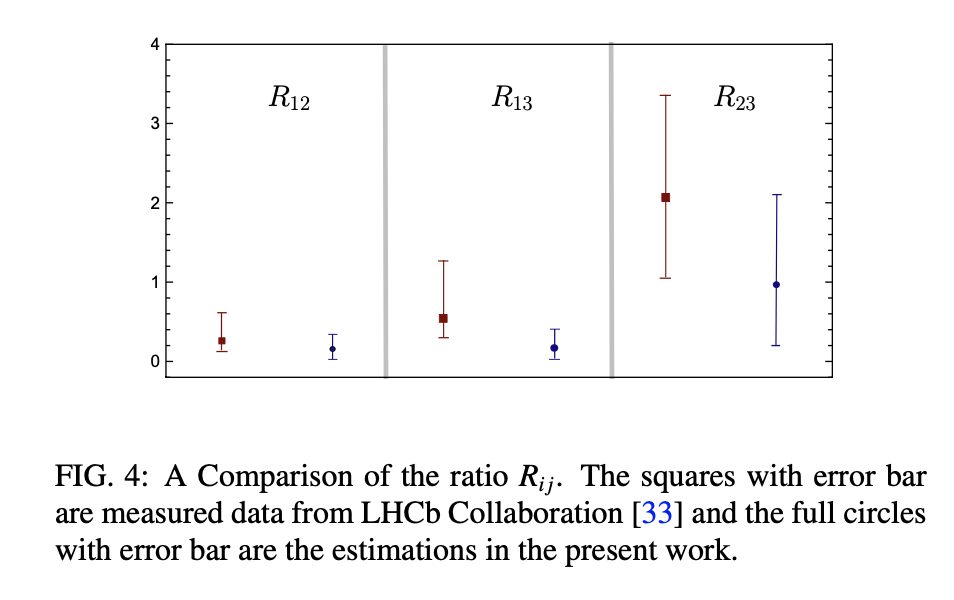 4
R₁₂ R₁₃ R₂₃
3
2
1
0
FIG. 4: A Comparison of the ratio Rᵢⱼ. The squares with error bar
are measured data from LHCb Collaboration [33] and the full circles
with error bar are the estimations in the present work.